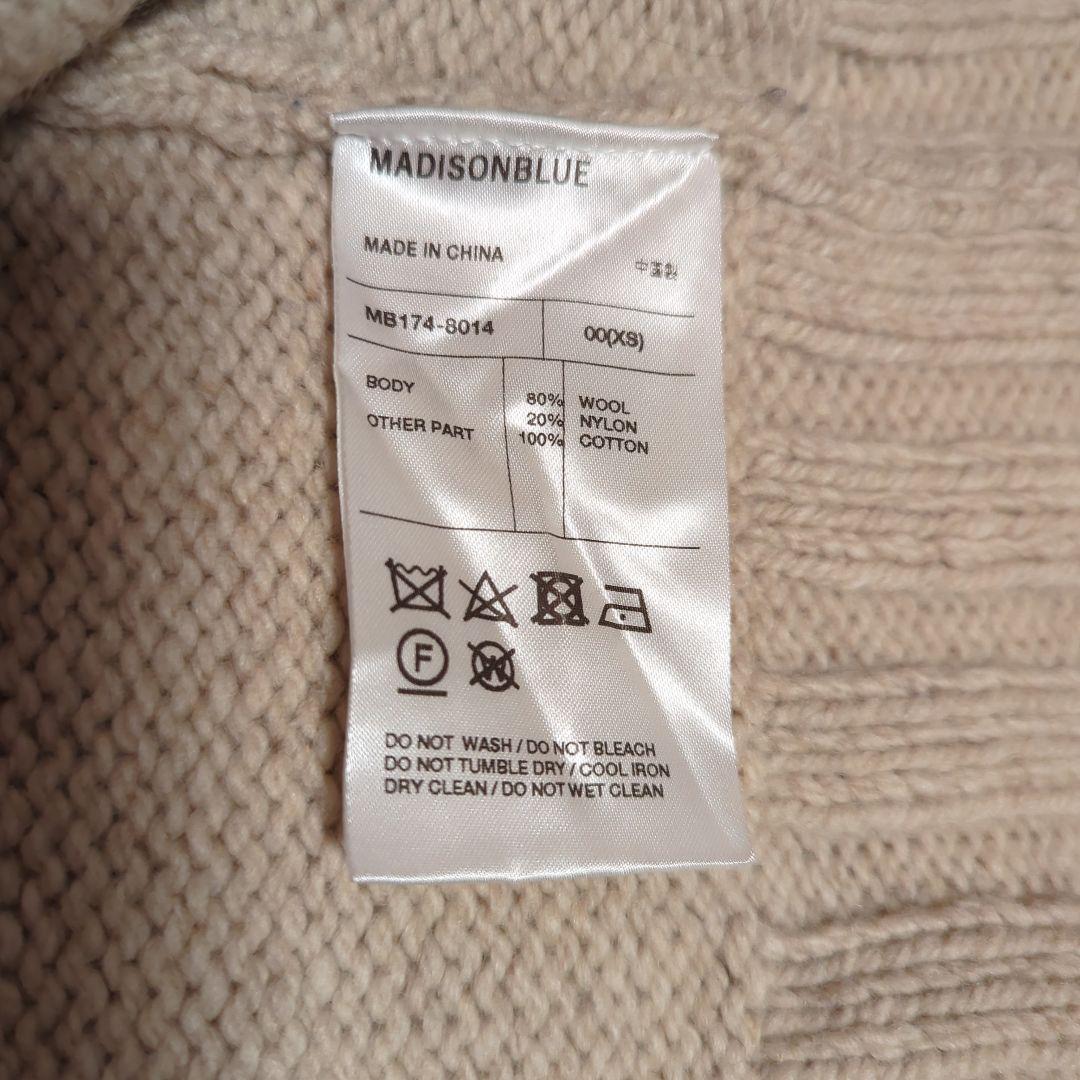 MADISONBLUE
MADE IN CHINA 中国製
MB174-8014 00(XS)
BODY 80% WOOL
20% NYLON
OTHER PART 100% COTTON
F
W
DO NOT WASH / DO NOT BLEACH
DO NOT TUMBLE DRY / COOL IRON
DRY CLEAN / DO NOT WET CLEAN